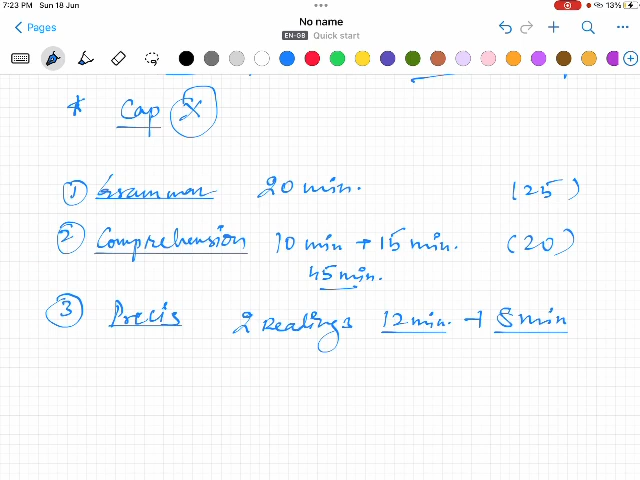 7:23 PM Sun 18 Jun 13%
Pages No name
EN-GB Quick start
* Cap X
① Grammar 20 min. (25)
② Comprehension 10 min + 15 min. (20)
45 min.
③ Precis 2 Readings 12 min. + 8 min